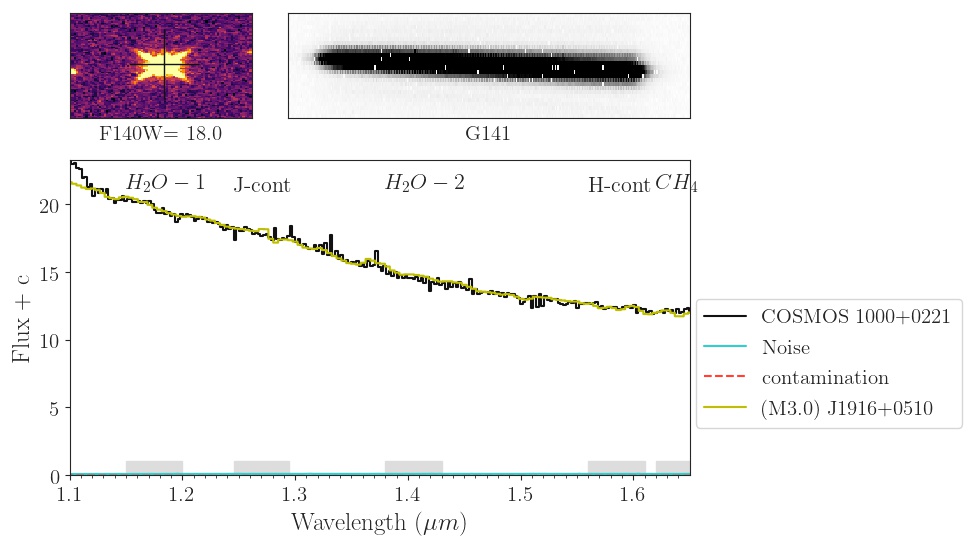 F140W= 18.0
G141
H₂O − 1
J-cont
H₂O − 2
H-cont
CH₄
20
15
10
5
0
Flux + c
1.1
1.2
1.3
1.4
1.5
1.6
Wavelength (μm)
COSMOS 1000+0221
Noise
contamination
(M3.0) J1916+0510